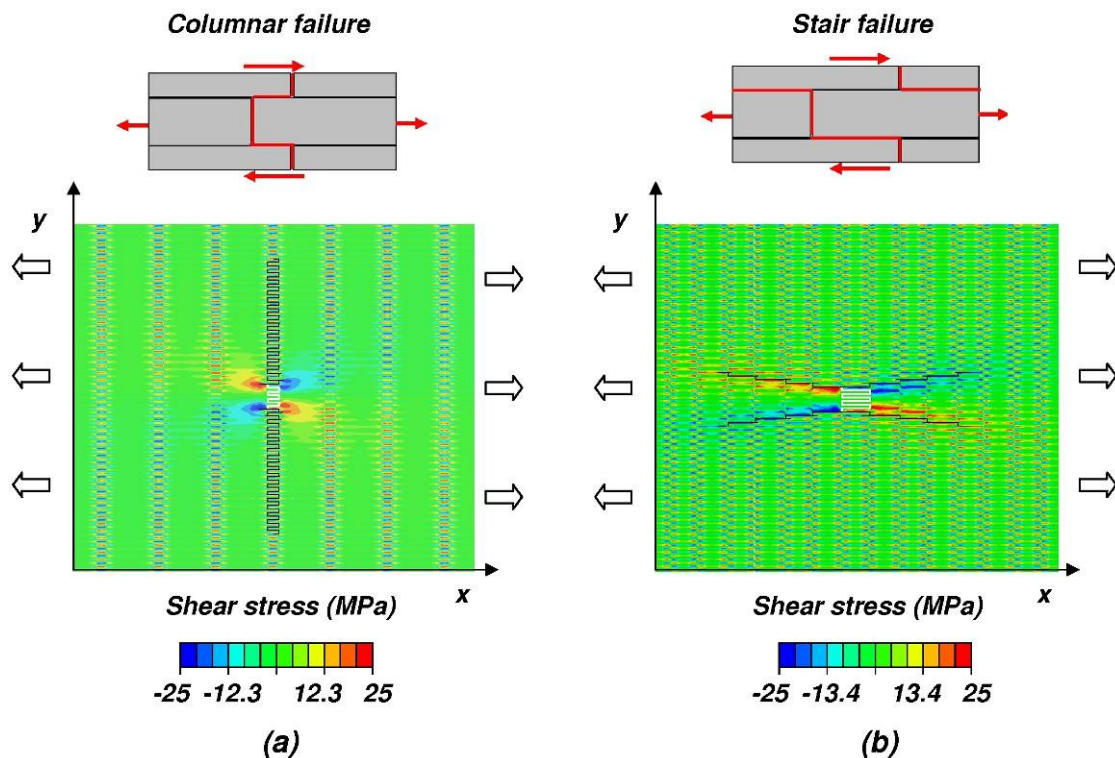 Columnar failure
Stair failure
y
x
Shear stress (MPa)
-25 -12.3 12.3 25
(a)
y
x
Shear stress (MPa)
-25 -13.4 13.4 25
(b)